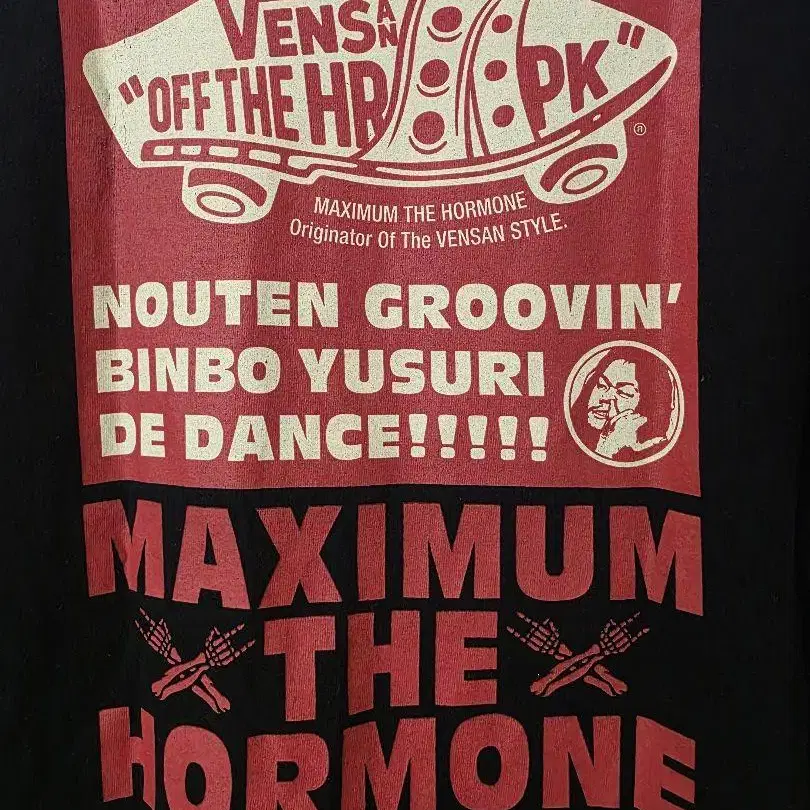 VENSAN
"OFF THE HR PK"
®
MAXIMUM THE HORMONE
Originator Of The VENSAN STYLE.
NOUTEN GROOVIN'
BINBO YUSURI
DE DANCE!!!!!
MAXIMUM
THE
HORMONE